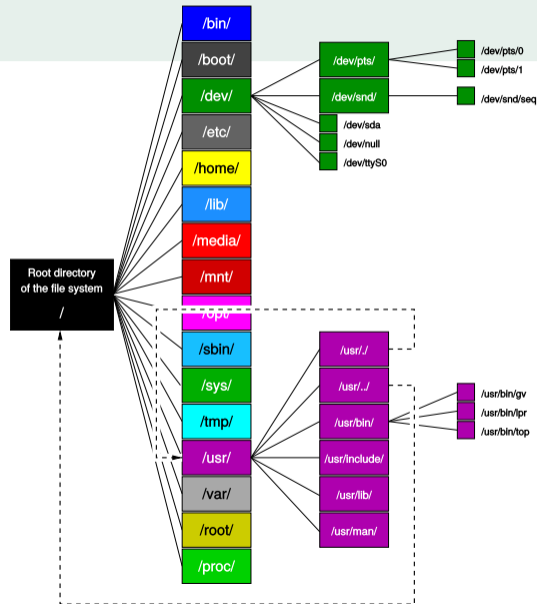 /bin/
/boot/
/dev/
/etc/
/home/
/lib/
/media/
/mnt/
/opt/
/sbin/
/sys/
/tmp/
/usr/
/var/
/root/
/proc/
Root directory
of the file system
/
/dev/pts/
/dev/snd/
/dev/sda
/dev/null
/dev/ttyS0
/dev/pts/0
/dev/pts/1
/dev/snd/seq
/usr/./
/usr/../
/usr/bin/
/usr/include/
/usr/lib/
/usr/man/
/usr/bin/gv
/usr/bin/lpr
/usr/bin/top